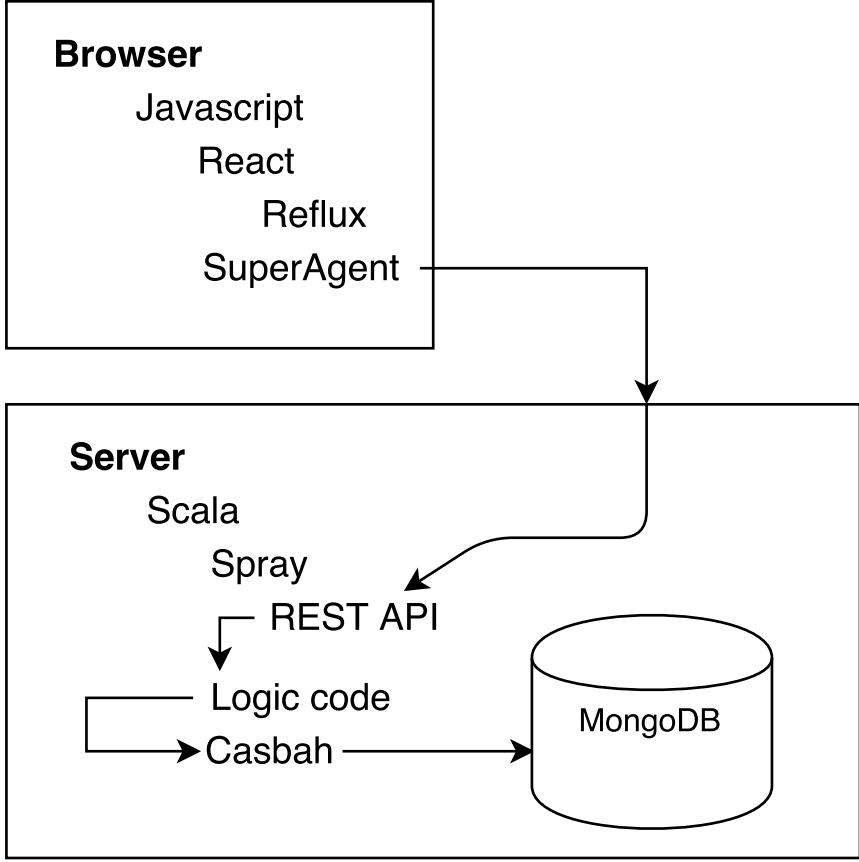 Browser
Javascript
React
Reflux
SuperAgent
Server
Scala
Spray
REST API
Logic code
Casbah
MongoDB